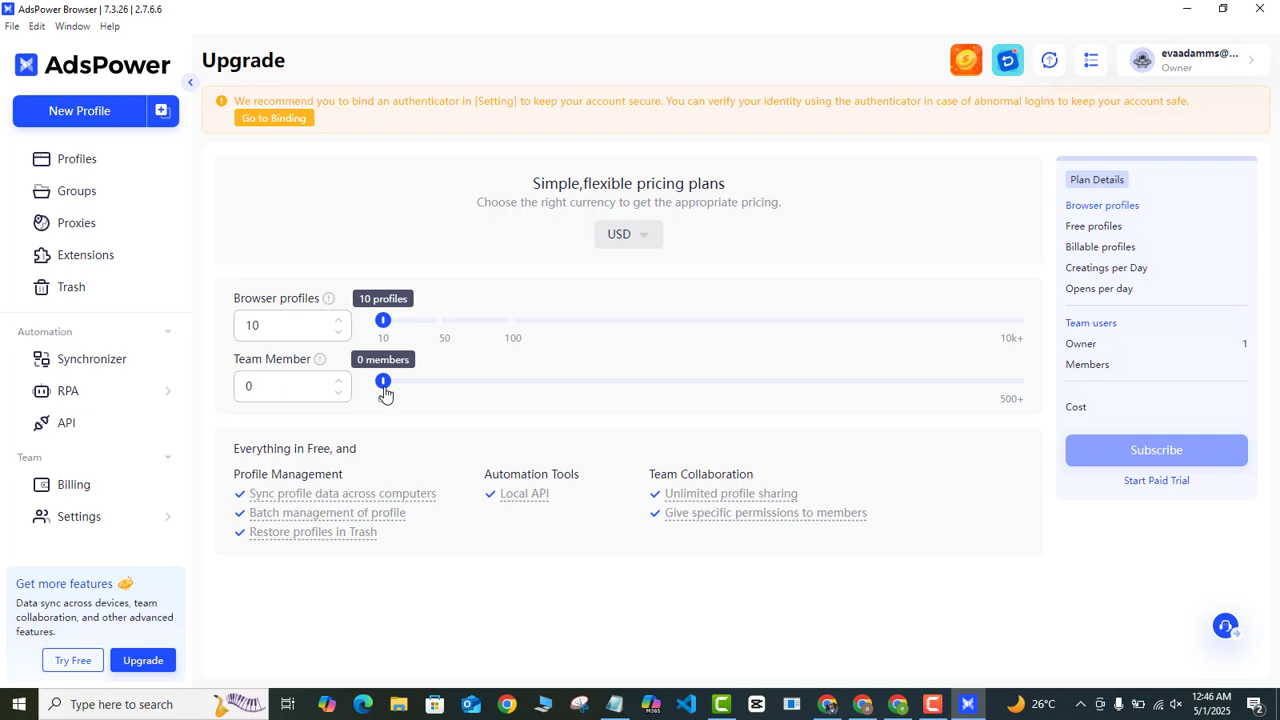 AdsPower Browser | 7.3.26 | 2.7.6.6
File Edit Window Help
AdsPower
Upgrade
evaadamms@...
Owner
New Profile
We recommend you to bind an authenticator in [Setting] to keep your account secure. You can verify your identity using the authenticator in case of abnormal logins to keep your account safe.
Go to Binding
Profiles
Groups
Proxies
Extensions
Trash
Automation
Synchronizer
RPA
API
Team
Billing
Settings
Get more features
Data sync across devices, team
collaboration, and other advanced
features.
Try Free Upgrade
Simple,flexible pricing plans
Choose the right currency to get the appropriate pricing.
USD
Browser profiles 10 profiles
10
10 50 100 10k+
Team Member 0 members
0
500+
Everything in Free, and
Profile Management Automation Tools Team Collaboration
Sync profile data across computers Local API Unlimited profile sharing
Batch management of profile Give specific permissions to members
Restore profiles in Trash
Plan Details
Browser profiles
Free profiles
Billable profiles
Creatings per Day
Opens per day
Team users
Owner 1
Members
Cost
Subscribe
Start Paid Trial
Type here to search
26°C
12:46 AM
5/1/2025